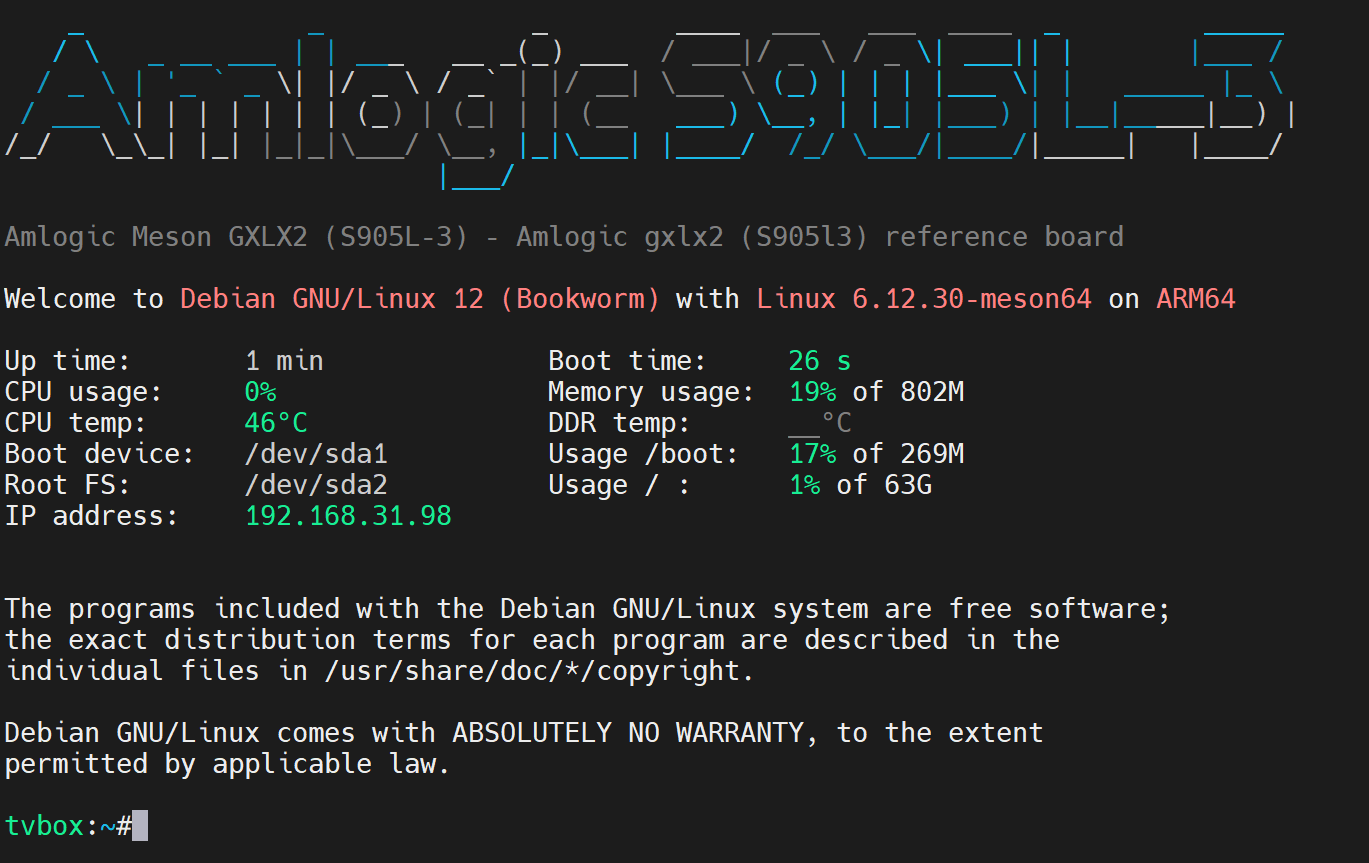 Amlogic S905L-3
Amlogic Meson GXLX2 (S905L-3) - Amlogic gxlx2 (S905l3) reference board
Welcome to Debian GNU/Linux 12 (Bookworm) with Linux 6.12.30-meson64 on ARM64
Up time: 1 min Boot time: 26 s
CPU usage: 0% Memory usage: 19% of 802M
CPU temp: 46°C DDR temp: __°C
Boot device: /dev/sda1 Usage /boot: 17% of 269M
Root FS: /dev/sda2 Usage / : 1% of 63G
IP address: 192.168.31.98
The programs included with the Debian GNU/Linux system are free software;
the exact distribution terms for each program are described in the
individual files in /usr/share/doc/*/copyright.
Debian GNU/Linux comes with ABSOLUTELY NO WARRANTY, to the extent
permitted by applicable law.
tvbox:~#